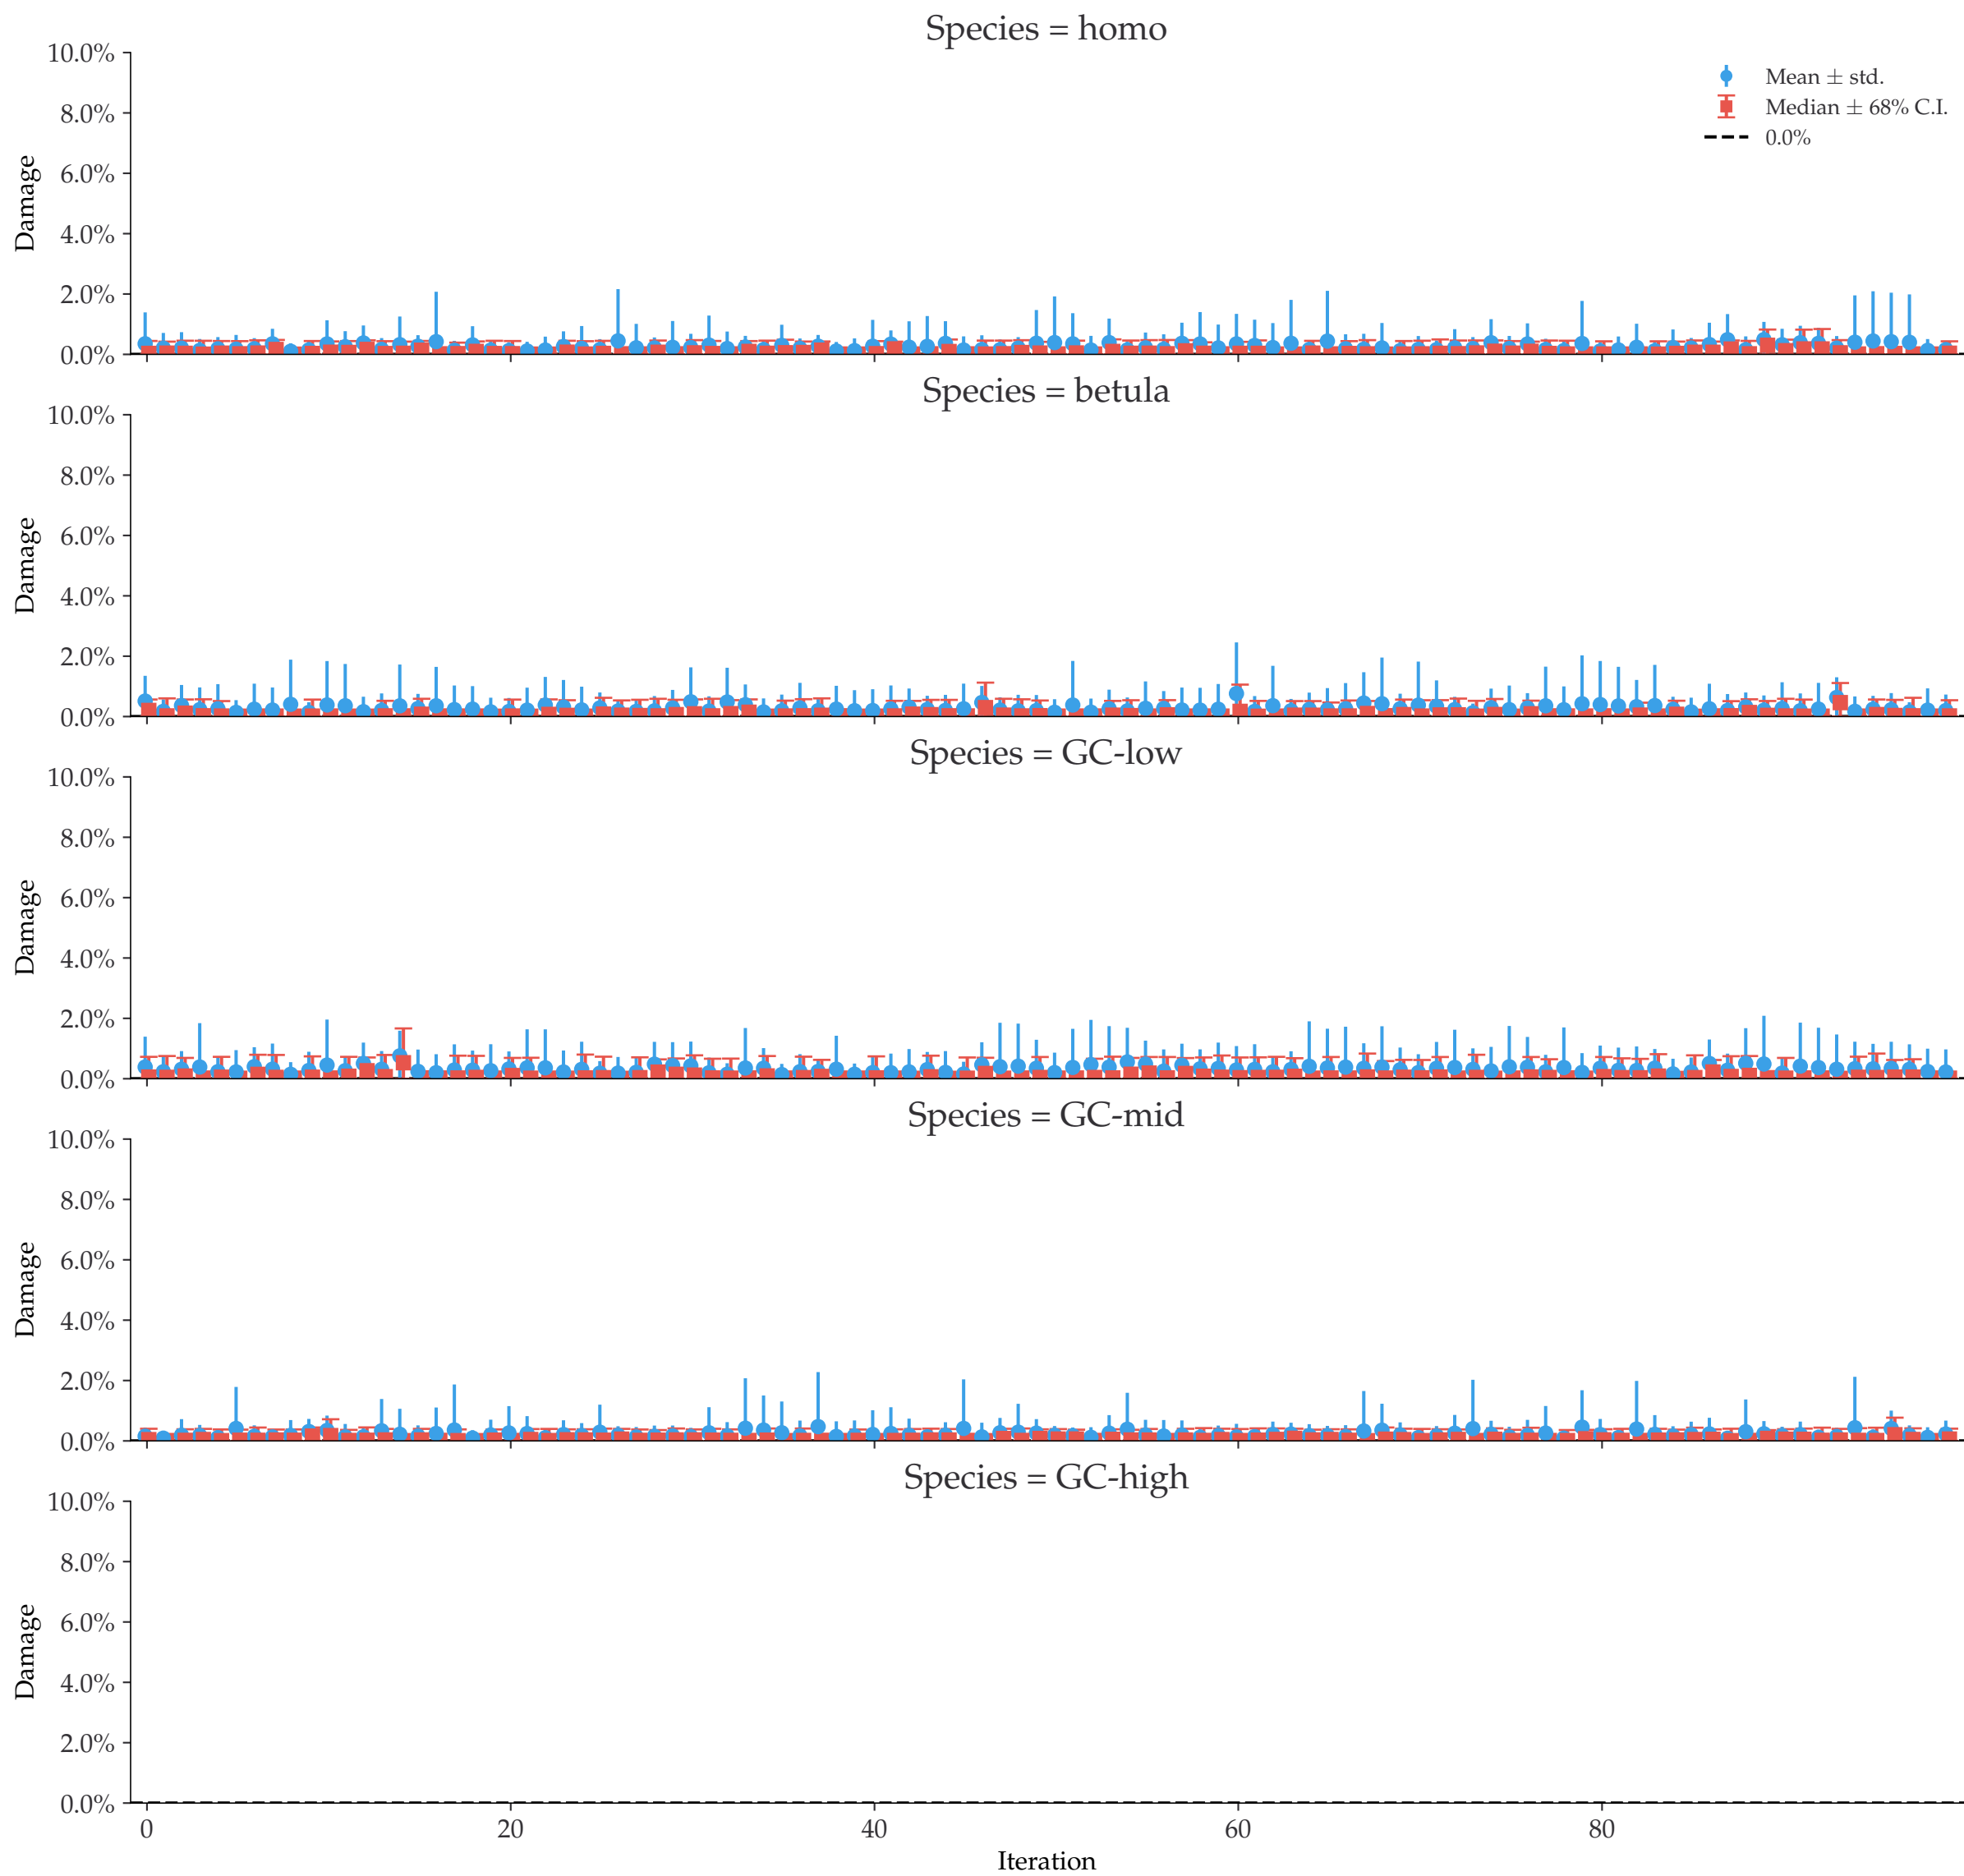 Species = homo
10.0%
8.0%
6.0%
4.0%
2.0%
0.0%
Damage
Mean ± std.
Median ± 68% C.I.
0.0%
Species = betula
10.0%
8.0%
6.0%
4.0%
2.0%
0.0%
Damage
Species = GC-low
10.0%
8.0%
6.0%
4.0%
2.0%
0.0%
Damage
Species = GC-mid
10.0%
8.0%
6.0%
4.0%
2.0%
0.0%
Damage
Species = GC-high
10.0%
8.0%
6.0%
4.0%
2.0%
0.0%
Damage
0 20 40 60 80
Iteration